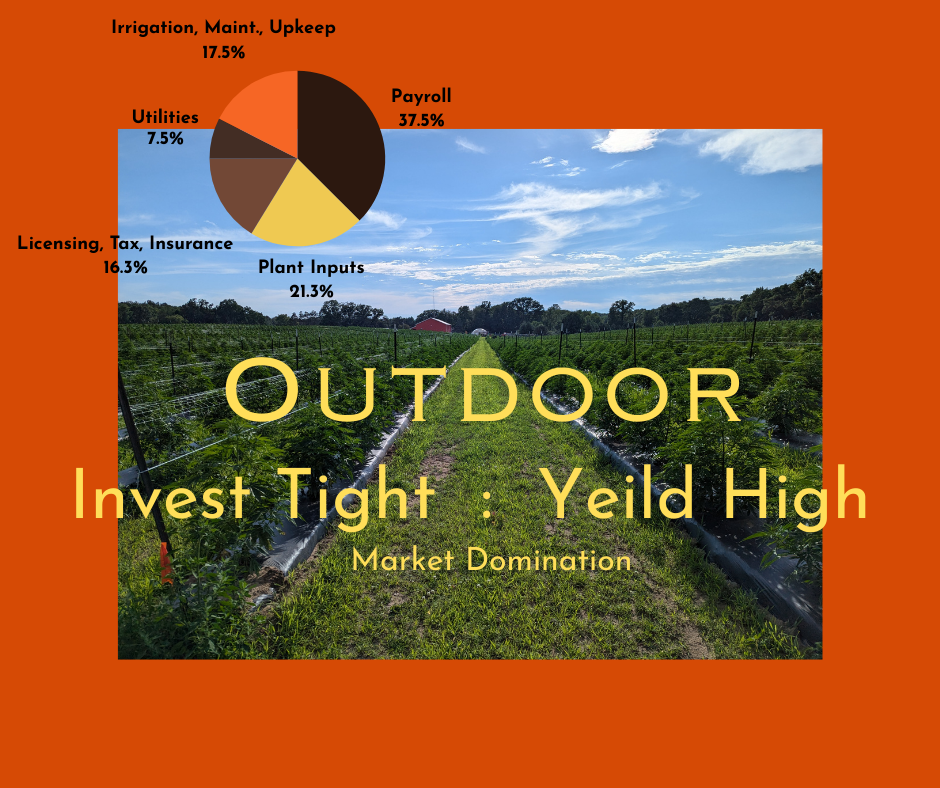 Irrigation, Maint., Upkeep
17.5%
Payroll
37.5%
Utilities
7.5%
Licensing, Tax, Insurance
16.3%
Plant Inputs
21.3%
Outdoor
Invest Tight : Yeild High
Market Domination